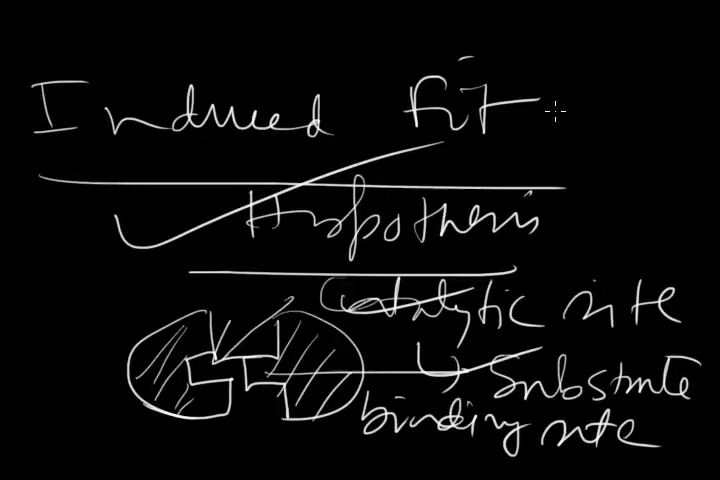 Induced Fit
Hypothesis
Catalytic site
Substrate
binding site